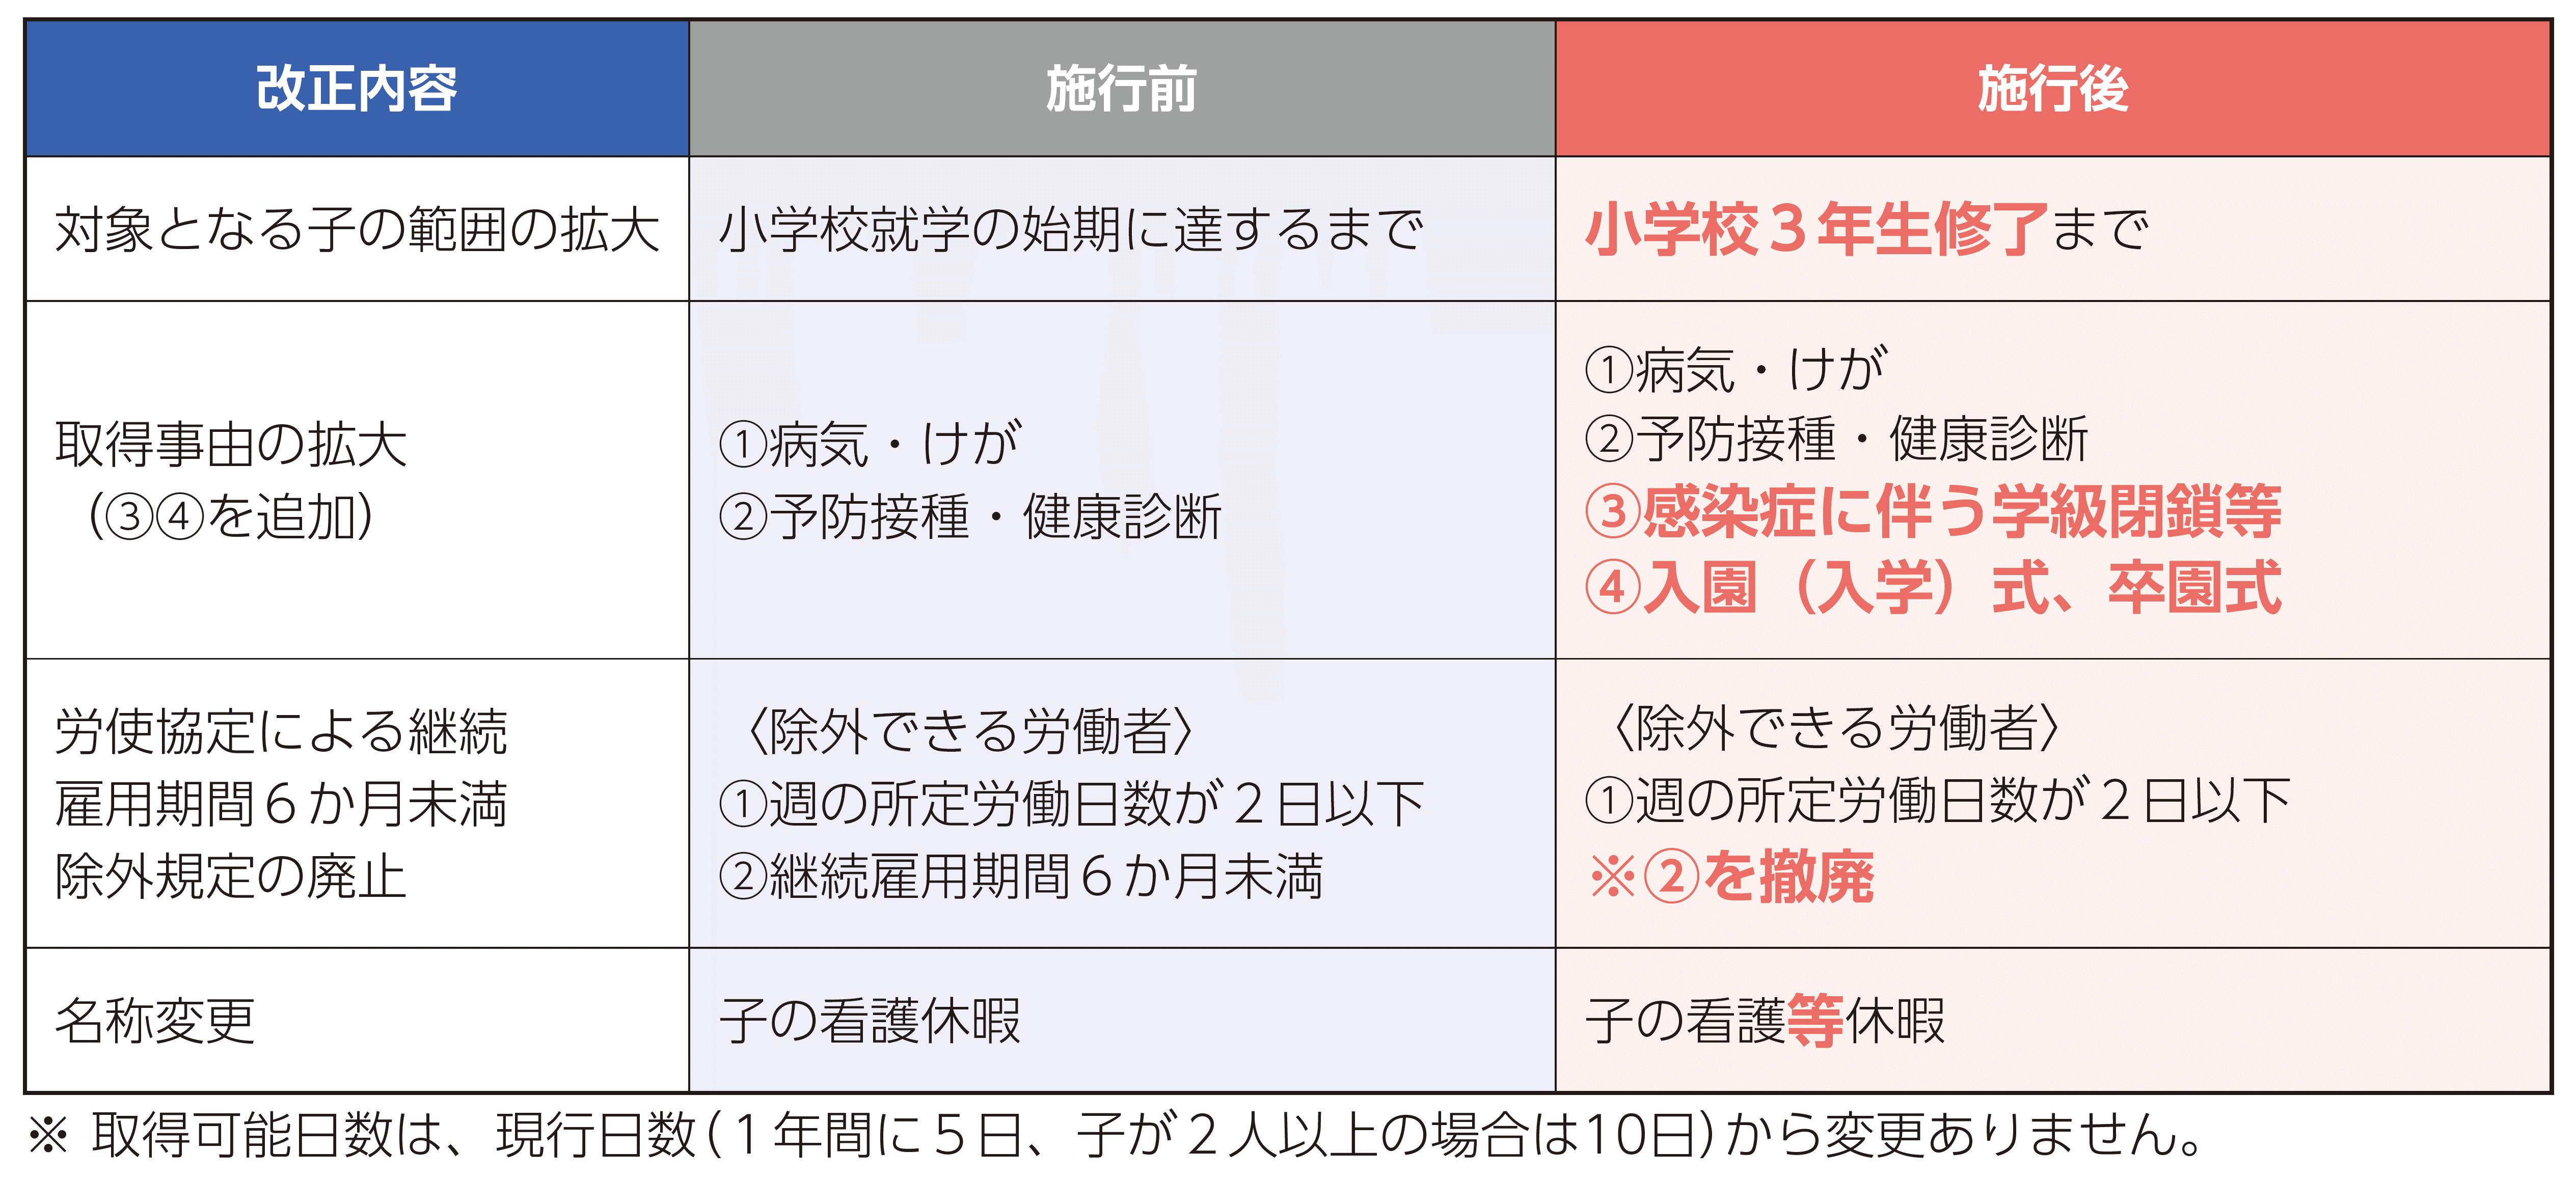 改正内容
施行前
施行後
対象となる子の範囲の拡大
小学校就学の始期に達するまで
小学校３年生修了まで
取得事由の拡大
（③④を追加）
①病気・けが
②予防接種・健康診断
①病気・けが
②予防接種・健康診断
③感染症に伴う学級閉鎖等
④入園（入学）式、卒園式
労使協定による継続
雇用期間６か月未満
除外規定の廃止
〈除外できる労働者〉
①週の所定労働日数が２日以下
②継続雇用期間６か月未満
〈除外できる労働者〉
①週の所定労働日数が２日以下
※②を撤廃
名称変更
子の看護休暇
子の看護等休暇
※ 取得可能日数は、現行日数(１年間に５日、子が２人以上の場合は10日)から変更ありません。